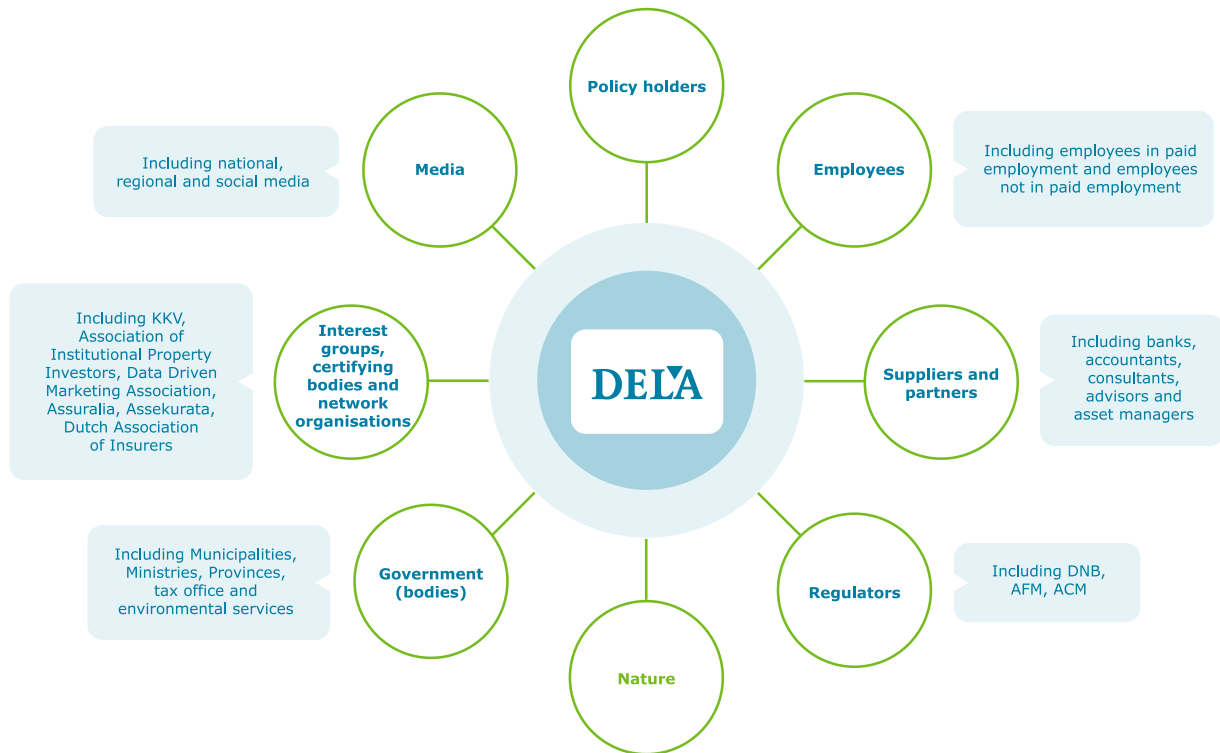 Policy holders
Media
Including national,
regional and social media
Employees
Including employees in paid
employment and employees
not in paid employment
Interest
groups,
certifying
bodies and
network
organisations
Including KKV,
Association of
Institutional Property
Investors, Data Driven
Marketing Association,
Assuralia, Assekurata,
Dutch Association
of Insurers
DELA
Suppliers and
partners
Including banks,
accountants,
consultants,
advisors and
asset managers
Government
(bodies)
Including Municipalities,
Ministries, Provinces,
tax office and
environmental services
Regulators
Including DNB,
AFM, ACM
Nature